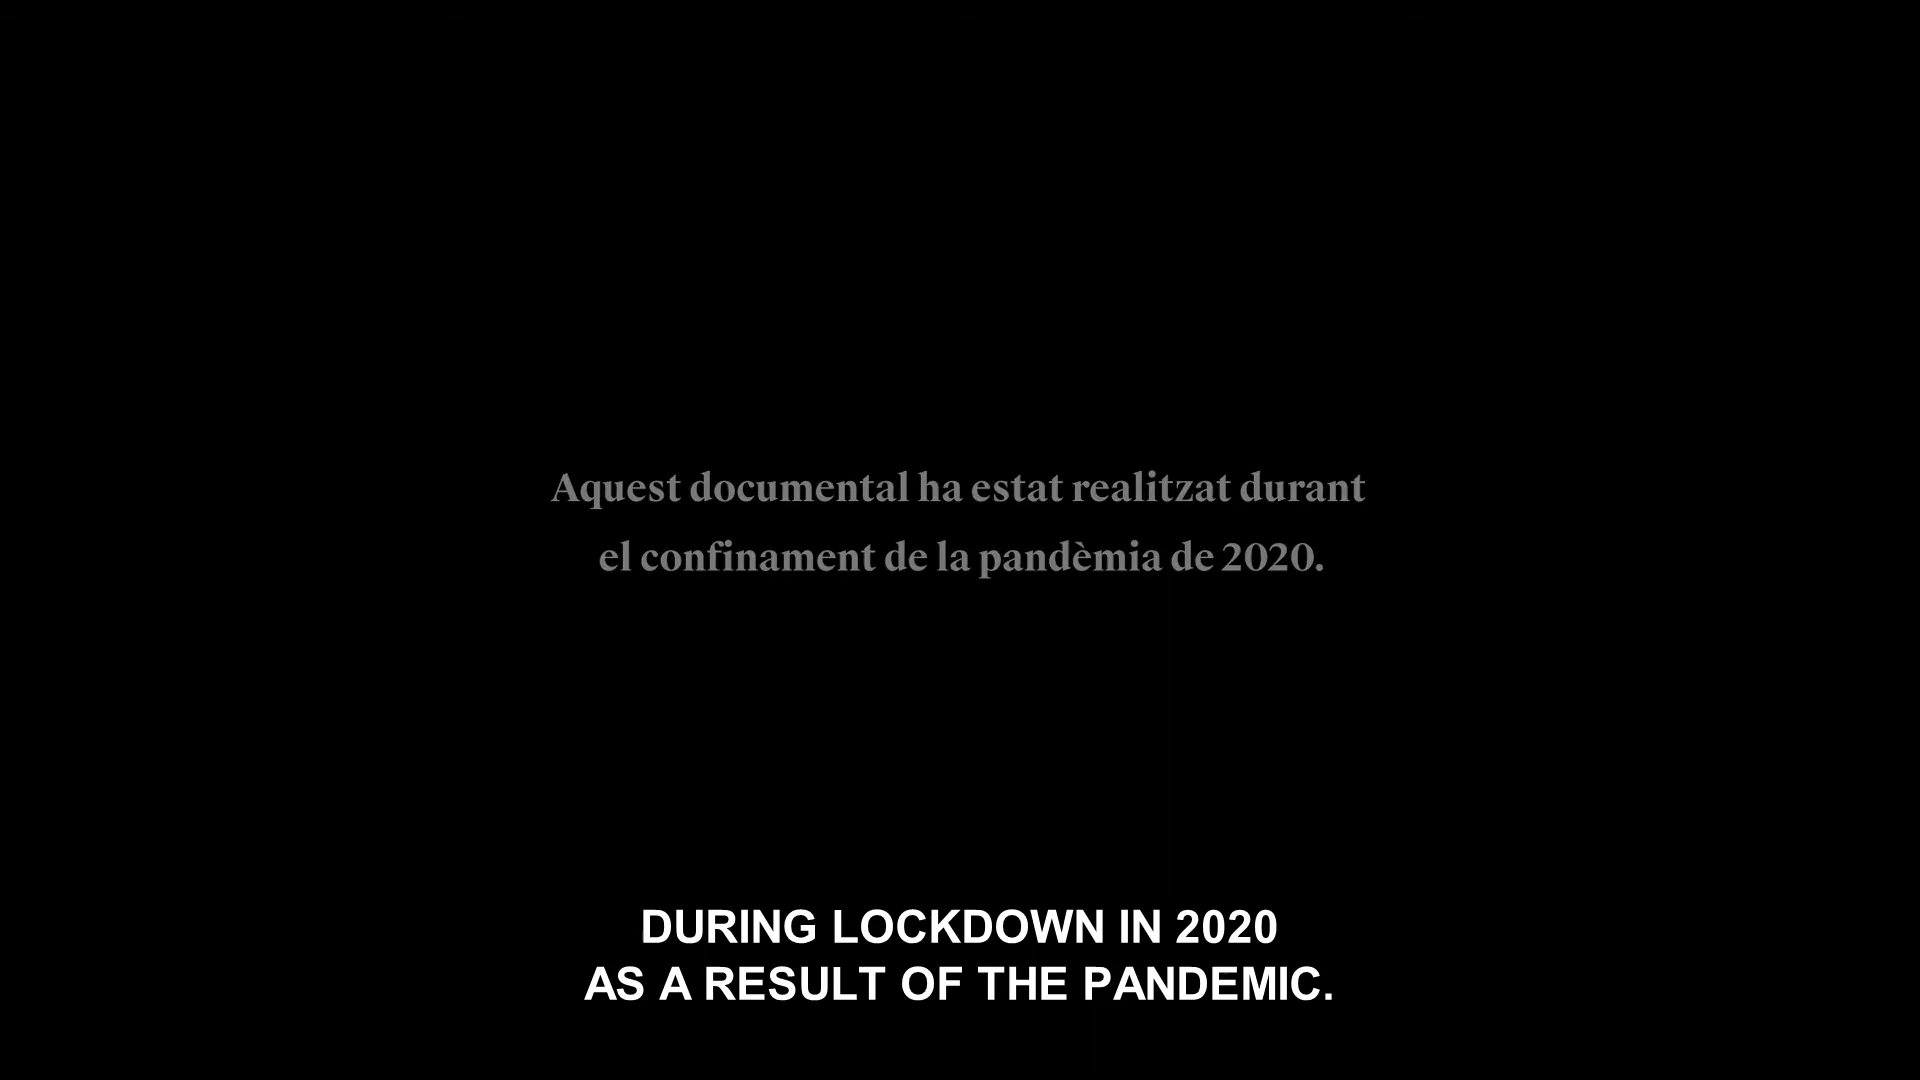 Aquest documental ha estat realitzat durant
el confinament de la pandèmia de 2020.
DURING LOCKDOWN IN 2020
AS A RESULT OF THE PANDEMIC.